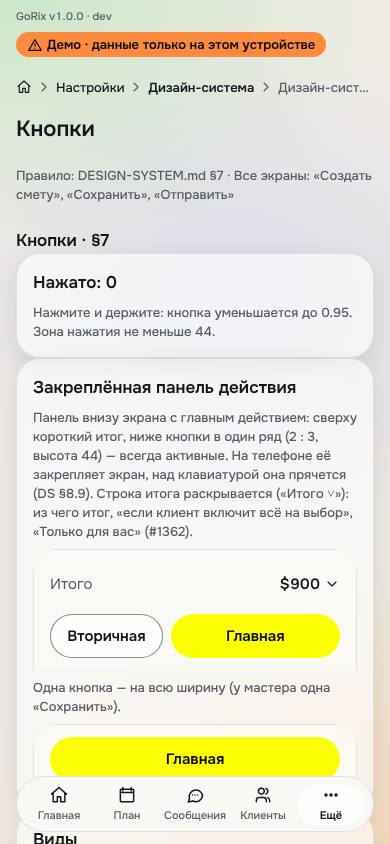 GoRix v1.0.0 · dev
Демо · данные только на этом устройстве
Настройки > Дизайн-система > Дизайн-сист...
Кнопки
Правило: DESIGN-SYSTEM.md §7 · Все экраны: «Создать
смету», «Сохранить», «Отправить»
Кнопки · §7
Нажато: 0
Нажмите и держите: кнопка уменьшается до 0.95.
Зона нажатия не меньше 44.
Закреплённая панель действия
Панель внизу экрана с главным действием: сверху
короткий итог, ниже кнопки в один ряд (2 : 3,
высота 44) — всегда активные. На телефоне её
закрепляет экран, над клавиатурой она прячется
(DS §8.9). Строка итога раскрывается («Итого ˅»):
из чего итог, «если клиент включит всё на выбор»,
«Только для вас» (#1362).
Итого $900
Вторичная Главная
Одна кнопка — на всю ширину (у мастера одна
«Сохранить»).
Главная
Главная План Сообщения Клиенты Ещё
Виды